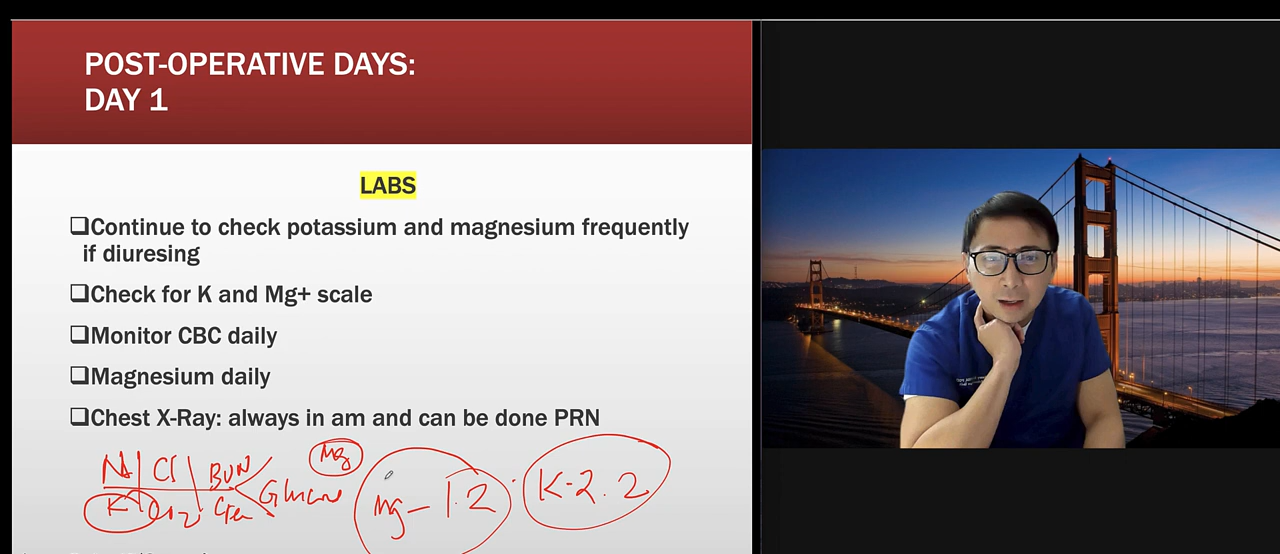 POST-OPERATIVE DAYS:
DAY 1
LABS
❑Continue to check potassium and magnesium frequently
if diuresing
❑Check for K and Mg+ scale
❑Monitor CBC daily
❑Magnesium daily
❑Chest X-Ray: always in am and can be done PRN
Mg
Na Cl BUN
Glucose
K Co2 Crea
Mg - 1.2
K-2.2